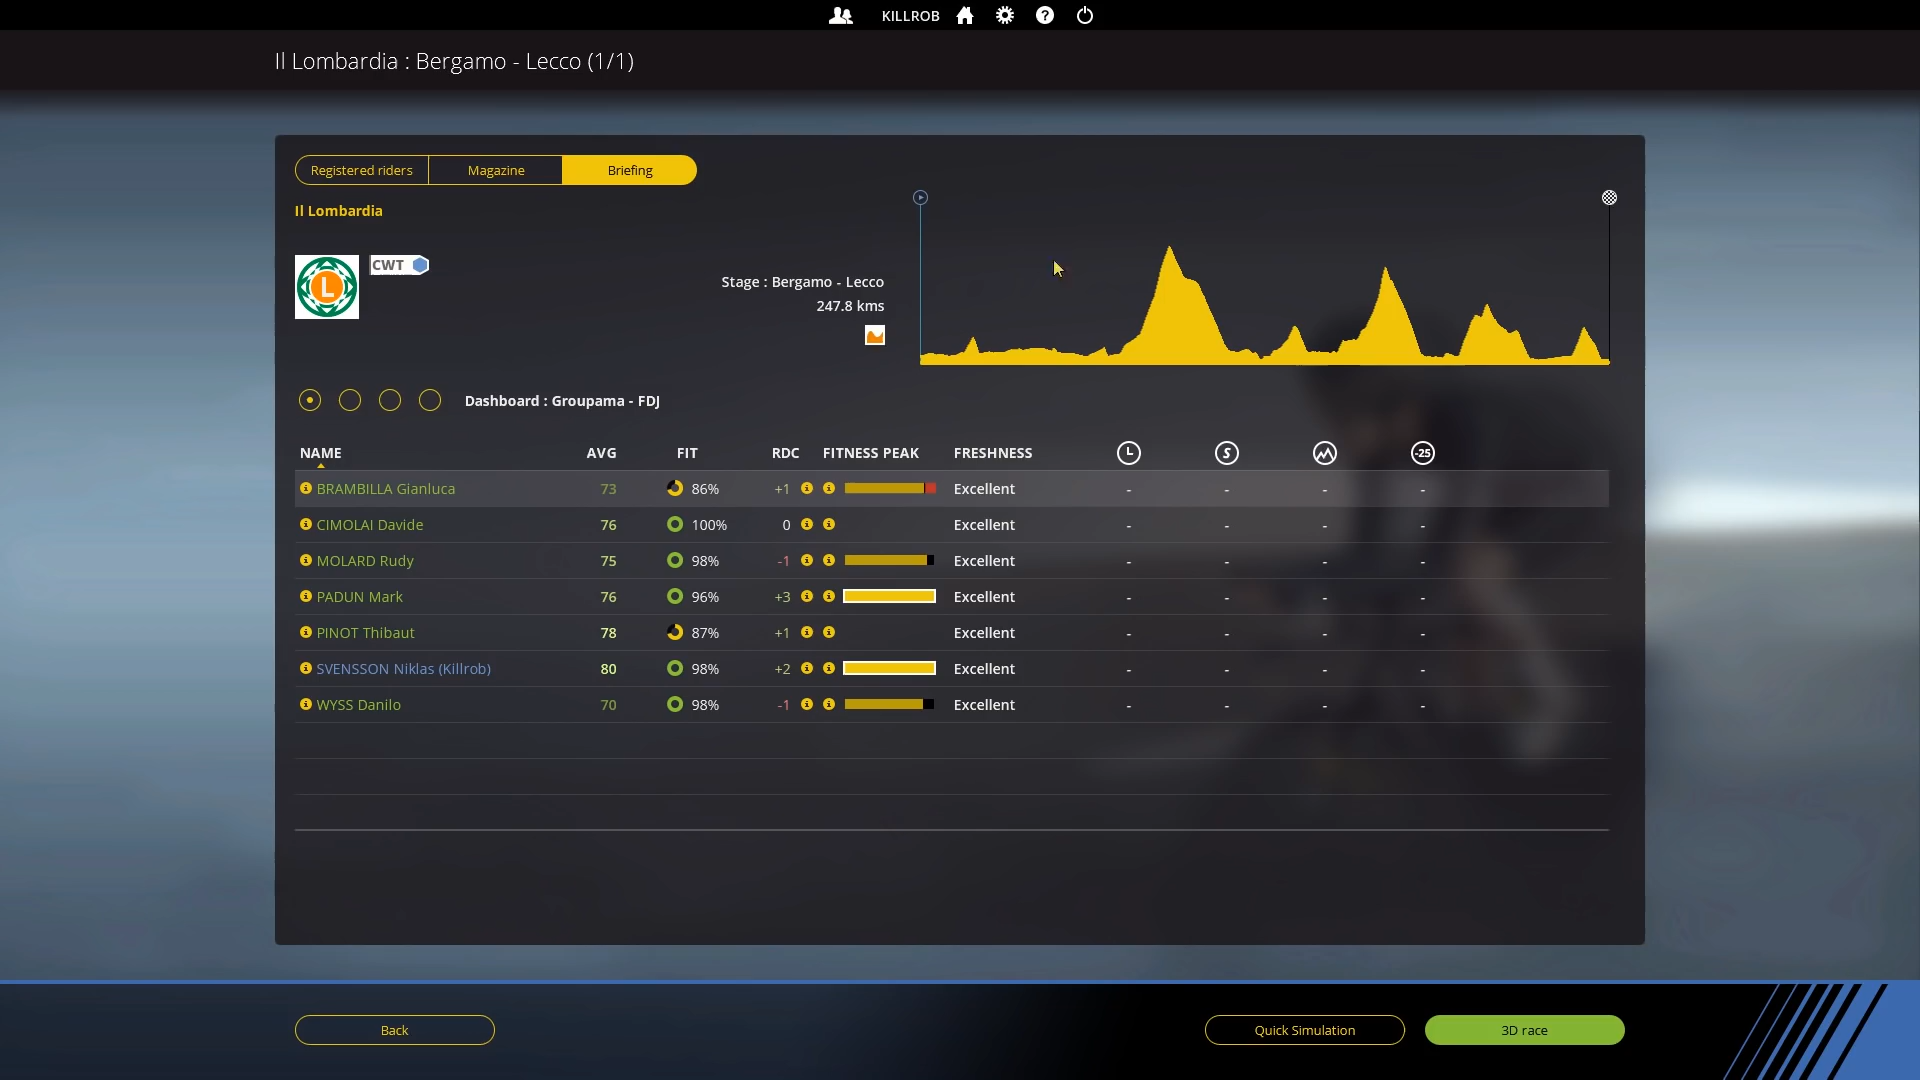 KILLROB
Il Lombardia : Bergamo - Lecco (1/1)
Registered riders Magazine Briefing
Il Lombardia
L CWT
Stage : Bergamo - Lecco
247.8 kms
Dashboard : Groupama - FDJ
NAME AVG FIT RDC FITNESS PEAK FRESHNESS L S -25
BRAMBILLA Gianluca 73 86% +1 Excellent - - - -
CIMOLAI Davide 76 100% 0 Excellent - - - -
MOLARD Rudy 75 98% -1 Excellent - - - -
PADUN Mark 76 96% +3 Excellent - - - -
PINOT Thibaut 78 87% +1 Excellent - - - -
SVENSSON Niklas (Killrob) 80 98% +2 Excellent - - - -
WYSS Danilo 70 98% -1 Excellent - - - -
Back Quick Simulation 3D race